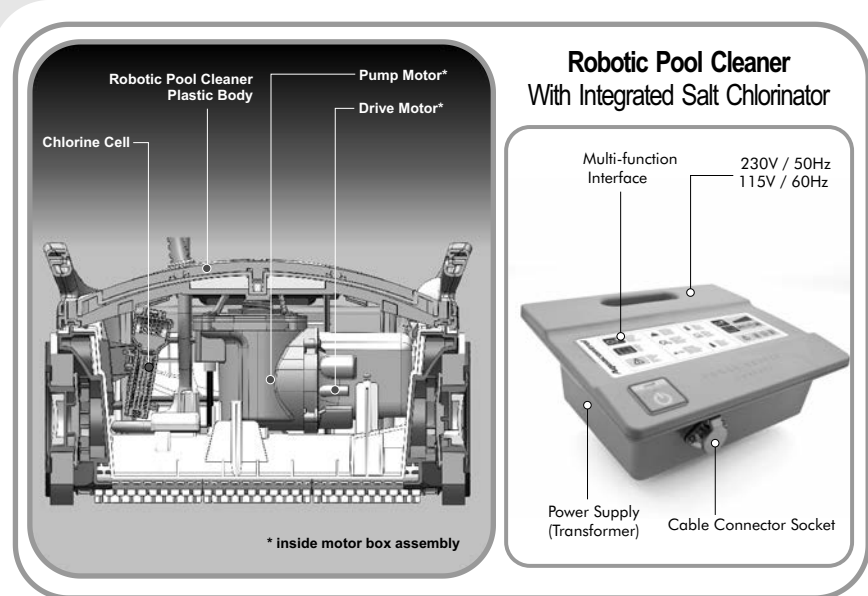 Robotic Pool Cleaner
Plastic Body
Pump Motor*
Drive Motor*
Chlorine Cell
* inside motor box assembly
Robotic Pool Cleaner
With Integrated Salt Chlorinator
Multi-function
Interface
230V / 50Hz
115V / 60Hz
Power Supply
(Transformer)
Cable Connector Socket